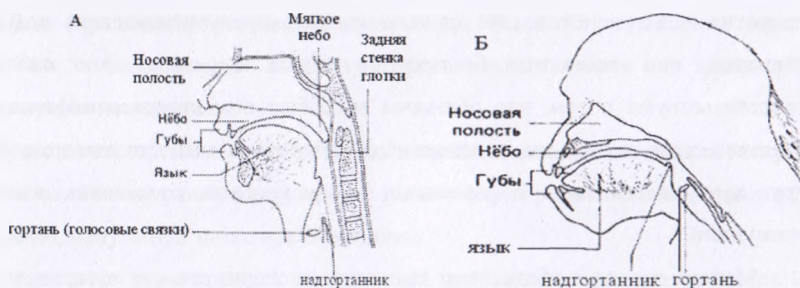 А
Мягкое
небо
Задняя
стенка
глотки
Носовая
полость
Нёбо
Губы
Язык
гортань (голосовые связки)
надгортанник
Б
Носовая
полость
Нёбо
Губы
язык
надгортанник гортань